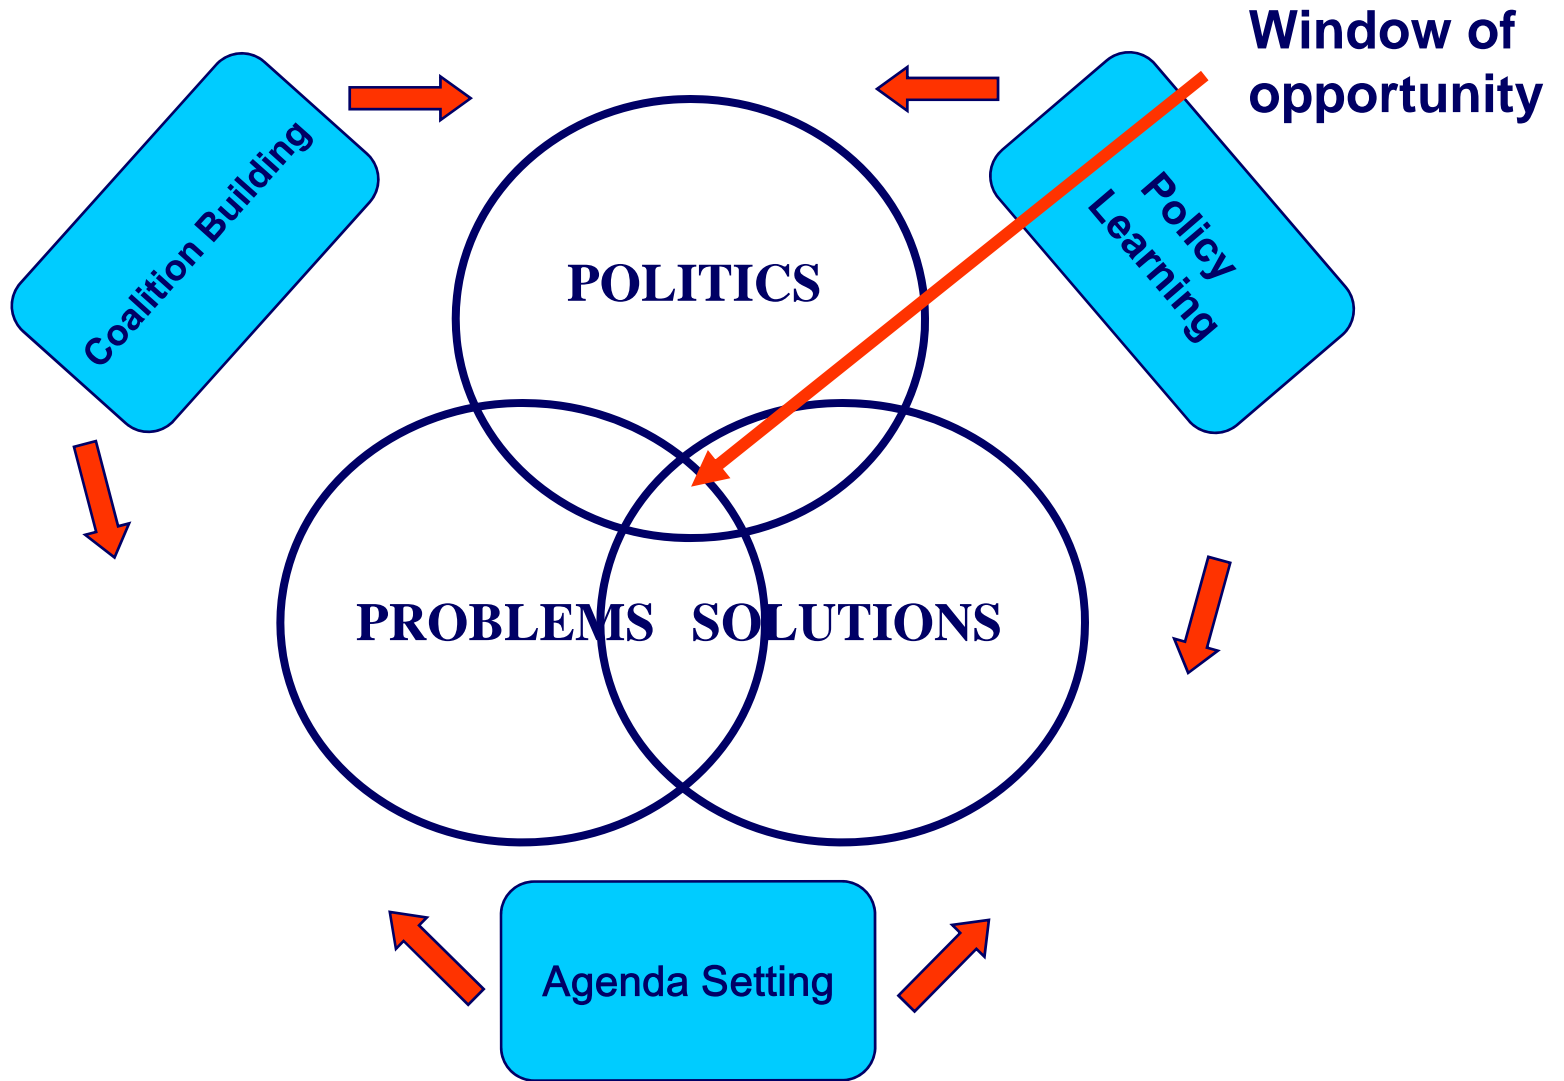 Window of
opportunity
Coalition Building
Policy
Learning
POLITICS
PROBLEMS
SOLUTIONS
Agenda Setting